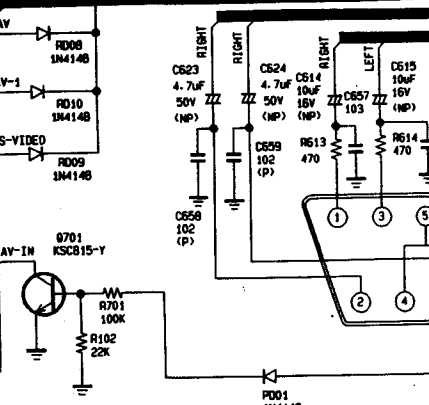 AV
RD08
1N4148
V-1
RD10
1N4148
S-VIDEO
RD09
1N4148
RIGHT
RIGHT
RIGHT
LEFT
C623
4.7uF
50V
(NP)
C624
4.7uF
50V
(NP)
C614
10uF
16V
(NP)
C657
103
C615
10uF
16V
(NP)
R613
470
R614
470
C658
102
(P)
C659
102
(P)
1
3
5
2
4
AV-IN
Q701
KSC815-Y
R701
100K
R102
22K
PD01